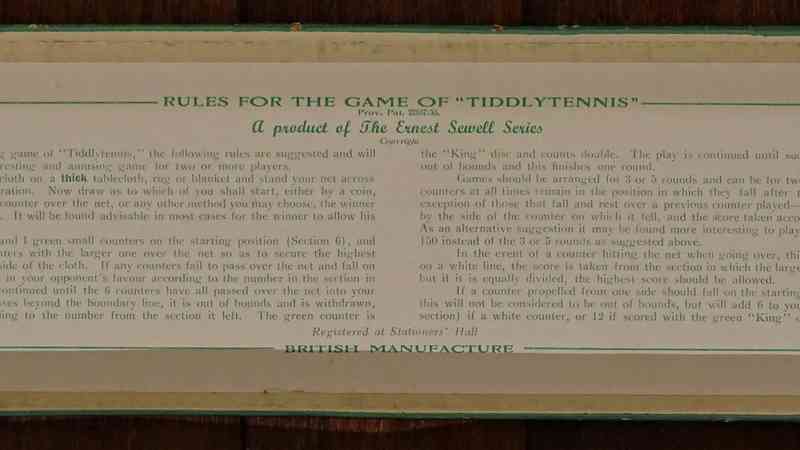 RULES FOR THE GAME OF "TIDDLYTENNIS"
Prov. Pat.
A product of The Ernest Sewell Series
Copyright
g game of "Tiddlytennis," the following rules are suggested and will
resting and amusing game for two or more players.
cloth on a thick tablecloth, rug or blanket and stand your net across
ration. Now draw as to which of you shall start, either by a coin,
counter over the net, or any other method you may choose, the winner
. It will be found advisable in most cases for the winner to allow his
and 1 green small counters on the starting position (Section 6), and
nters with the larger one over the net so as to secure the highest
side of the cloth. If any counters fail to pass over the net and fall on
in your opponent's favour according to the number in the section in
continued until the 6 counters have all passed over the net into your
ves beyond the boundary line, it is out of bounds and is withdrawn,
ing to the number from the section it left. The green counter is
the "King" disc and counts double. The play is continued until suc
out of bounds and this finishes one round.
Games should be arranged for 3 or 5 rounds and can be for two
counters at all times remain in the position in which they fall after t
exception of those that fall and rest over a previous counter played—
by the side of the counter on which it fell, and the score taken acco
As an alternative suggestion it may be found more interesting to play
150 instead of the 3 or 5 rounds as suggested above.
In the event of a counter hitting the net when going over, thi
on a white line, the score is taken from the section in which the large
but if it is equally divided, the highest score should be allowed.
If a counter propelled from one side should fall on the starting
this will not be considered to be out of bounds, but will add 6 to you
section) if a white counter, or 12 if scored with the green "King" c
Registered at Stationers' Hall
BRITISH MANUFACTURE